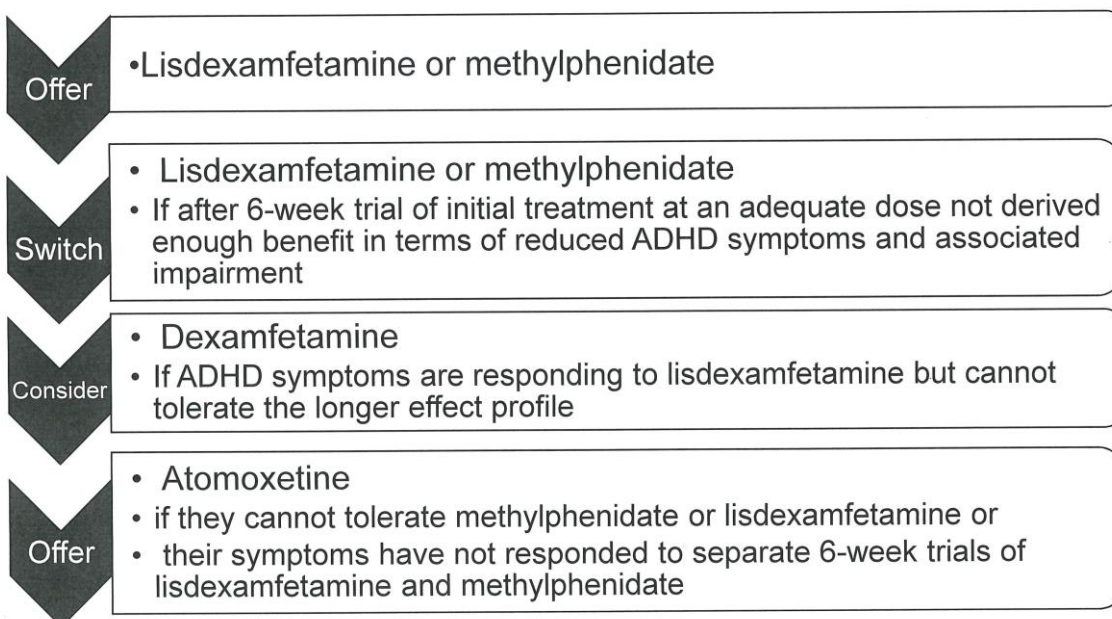 Offer
•Lisdexamfetamine or methylphenidate
Switch
• Lisdexamfetamine or methylphenidate
• If after 6-week trial of initial treatment at an adequate dose not derived
enough benefit in terms of reduced ADHD symptoms and associated
impairment
Consider
• Dexamfetamine
• If ADHD symptoms are responding to lisdexamfetamine but cannot
tolerate the longer effect profile
Offer
• Atomoxetine
• if they cannot tolerate methylphenidate or lisdexamfetamine or
• their symptoms have not responded to separate 6-week trials of
lisdexamfetamine and methylphenidate